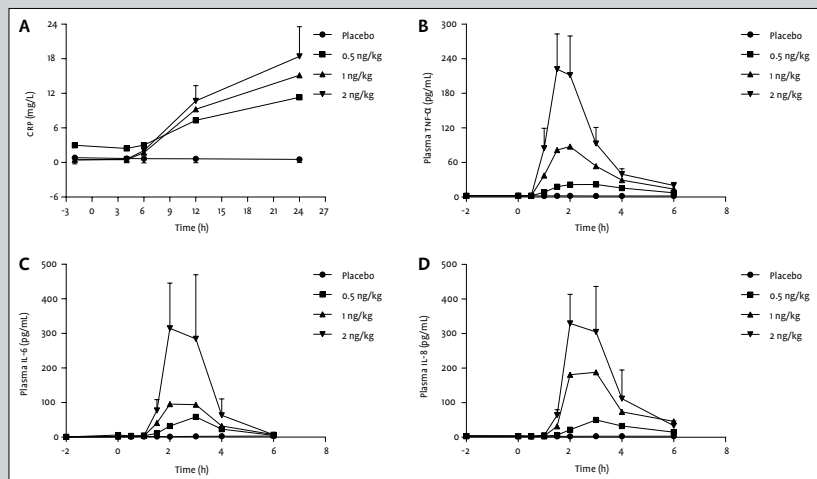 A
CRP (mg/L)
24
18
12
6
0
-6
-3 0 3 6 9 12 15 18 21 24 27
Time (h)
Placebo
0.5 ng/kg
1 ng/kg
2 ng/kg
B
Plasma TNF-α (pg/mL)
300
240
180
120
60
0
-2 0 2 4 6 8
Time (h)
Placebo
0.5 ng/kg
1 ng/kg
2 ng/kg
C
Plasma IL-6 (pg/mL)
500
400
300
200
100
0
-2 0 2 4 6 8
Time (h)
Placebo
0.5 ng/kg
1 ng/kg
2 ng/kg
D
Plasma IL-8 (pg/mL)
500
400
300
200
100
0
-2 0 2 4 6 8
Time (h)
Placebo
0.5 ng/kg
1 ng/kg
2 ng/kg